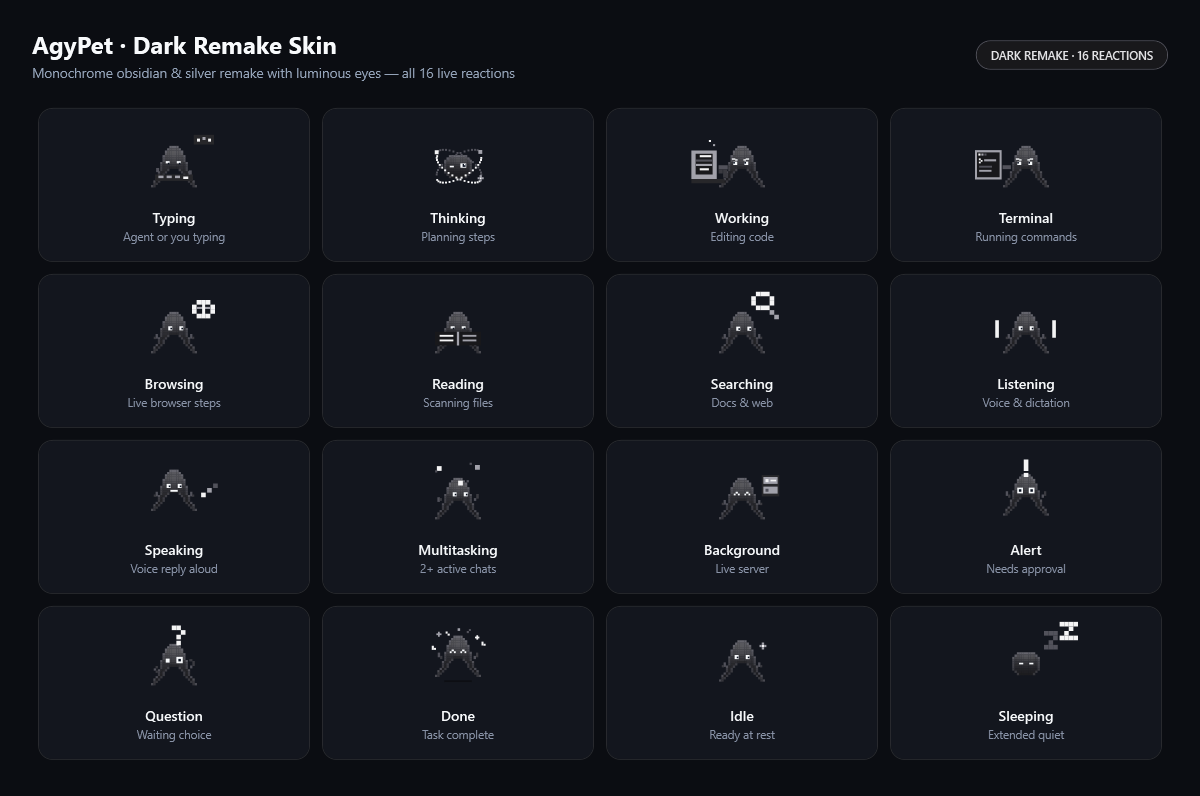 AgyPet · Dark Remake Skin
Monochrome obsidian & silver remake with luminous eyes — all 16 live reactions
DARK REMAKE · 16 REACTIONS
Typing
Agent or you typing
Thinking
Planning steps
Working
Editing code
Terminal
Running commands
Browsing
Live browser steps
Reading
Scanning files
Searching
Docs & web
Listening
Voice & dictation
Speaking
Voice reply aloud
Multitasking
2+ active chats
Background
Live server
!
Alert
Needs approval
?
Question
Waiting choice
Done
Task complete
Idle
Ready at rest
z Z
Sleeping
Extended quiet